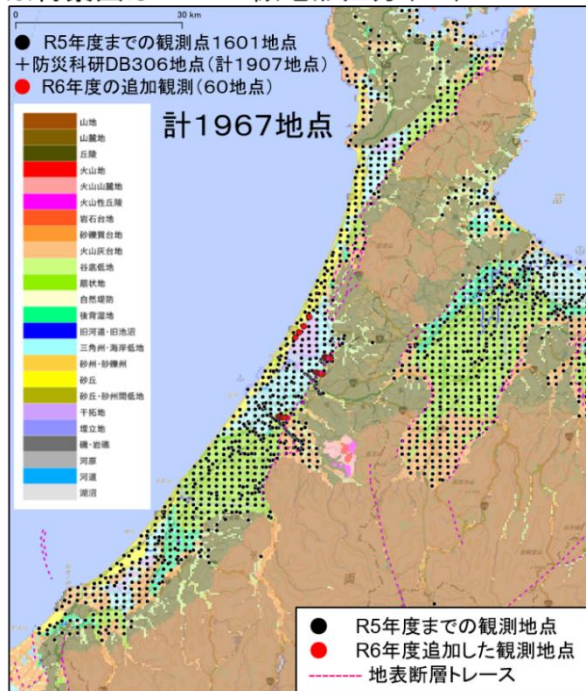 0 30 km
● R5年度までの観測点1601地点
＋防災科研DB306地点(計1907地点)
● R6年度の追加観測(60地点)
計1967地点
山地
山麓地
丘陵
火山地
火山山麓地
火山性丘陵
岩石台地
砂礫質台地
火山灰台地
谷底低地
扇状地
自然堤防
後背湿地
旧河道・旧池沼
三角州・海岸低地
砂州・砂礫州
砂丘
砂丘・砂州間低地
干拓地
埋立地
磯・岩礁
河原
河道
湖沼
● R5年度までの観測地点
● R6年度追加した観測地点
------- 地表断層トレース